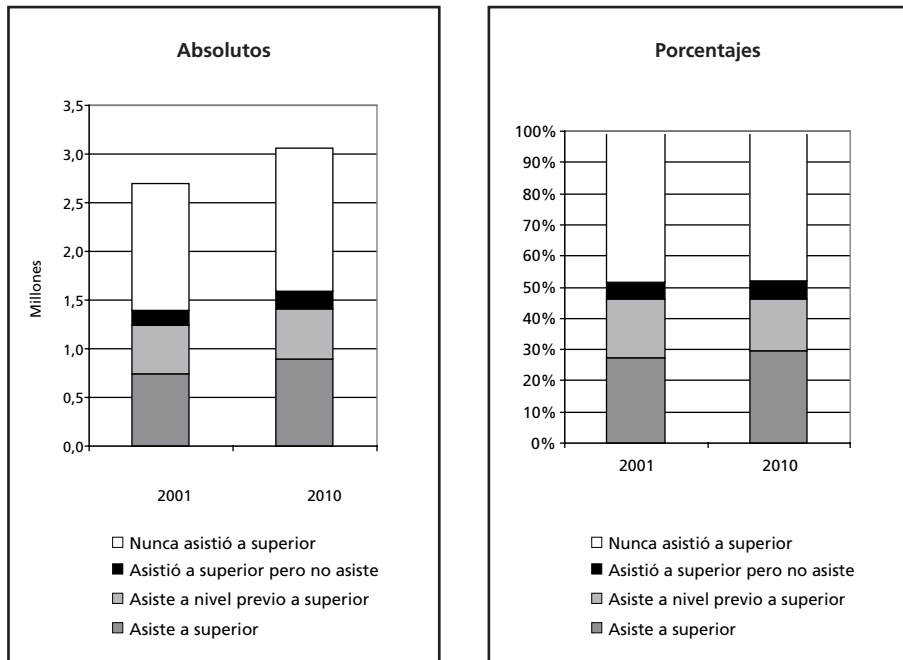 Absolutos
Millones
3,5
3,0
2,5
2,0
1,5
1,0
0,5
0,0
2001 2010
□ Nunca asistió a superior
■ Asistió a superior pero no asiste
■ Asiste a nivel previo a superior
■ Asiste a superior
Porcentajes
100%
90%
80%
70%
60%
50%
40%
30%
20%
10%
0%
2001 2010
□ Nunca asistió a superior
■ Asistió a superior pero no asiste
■ Asiste a nivel previo a superior
■ Asiste a superior